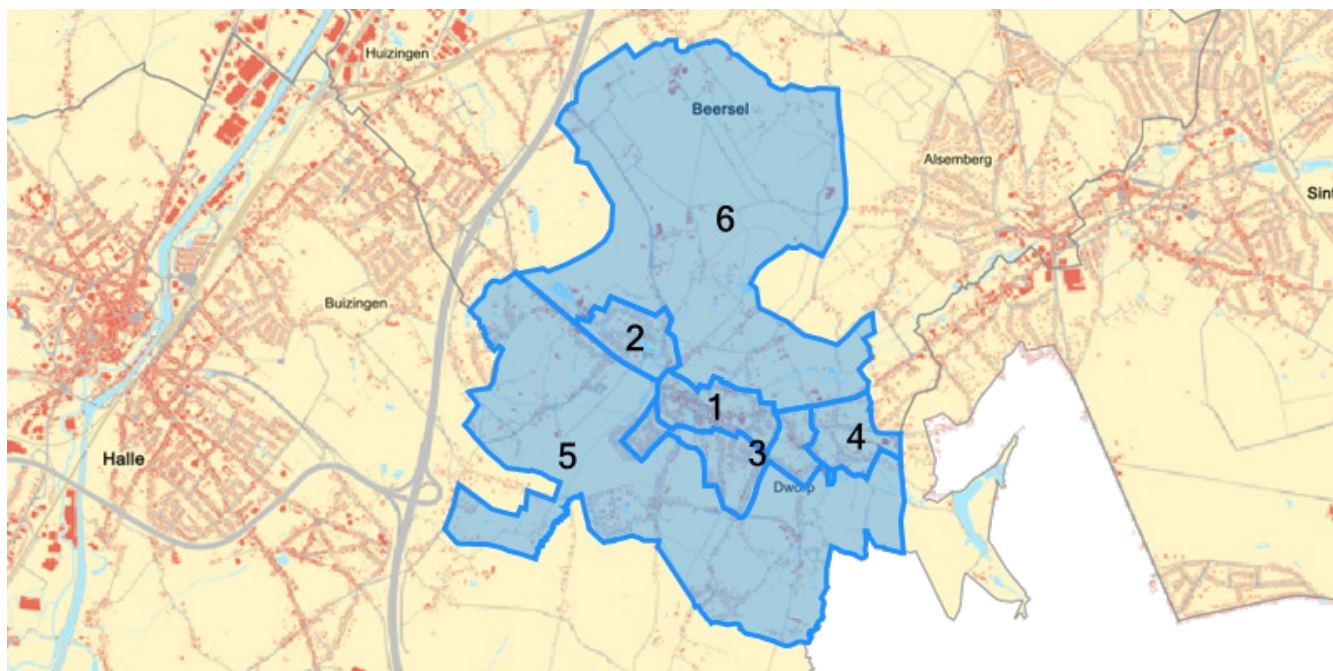 Huizingen
Beersel
Alsemberg
Sint
6
Buizingen
2
1
4
3
5
Halle
Dworp